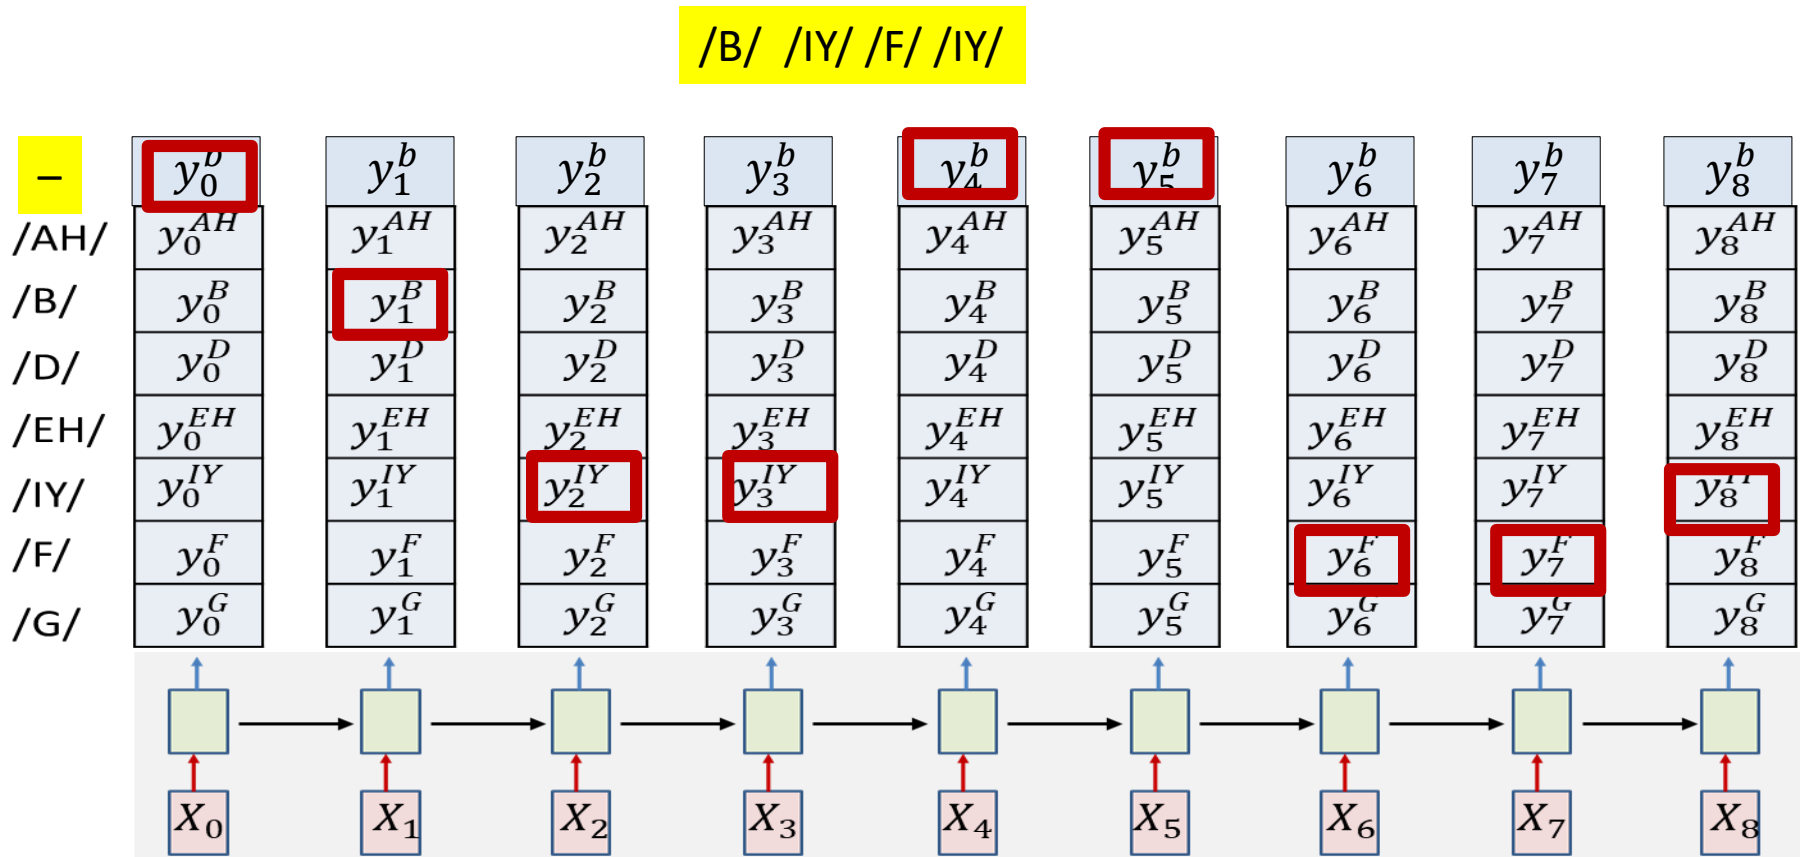 /B/ /IY/ /F/ /IY/
– y_0^b y_1^b y_2^b y_3^b y_4^b y_5^b y_6^b y_7^b y_8^b
/AH/ y_0^{AH} y_1^{AH} y_2^{AH} y_3^{AH} y_4^{AH} y_5^{AH} y_6^{AH} y_7^{AH} y_8^{AH}
/B/ y_0^B y_1^B y_2^B y_3^B y_4^B y_5^B y_6^B y_7^B y_8^B
/D/ y_0^D y_1^D y_2^D y_3^D y_4^D y_5^D y_6^D y_7^D y_8^D
/EH/ y_0^{EH} y_1^{EH} y_2^{EH} y_3^{EH} y_4^{EH} y_5^{EH} y_6^{EH} y_7^{EH} y_8^{EH}
/IY/ y_0^{IY} y_1^{IY} y_2^{IY} y_3^{IY} y_4^{IY} y_5^{IY} y_6^{IY} y_7^{IY} y_8^{IY}
/F/ y_0^F y_1^F y_2^F y_3^F y_4^F y_5^F y_6^F y_7^F y_8^F
/G/ y_0^G y_1^G y_2^G y_3^G y_4^G y_5^G y_6^G y_7^G y_8^G
X_0 X_1 X_2 X_3 X_4 X_5 X_6 X_7 X_8